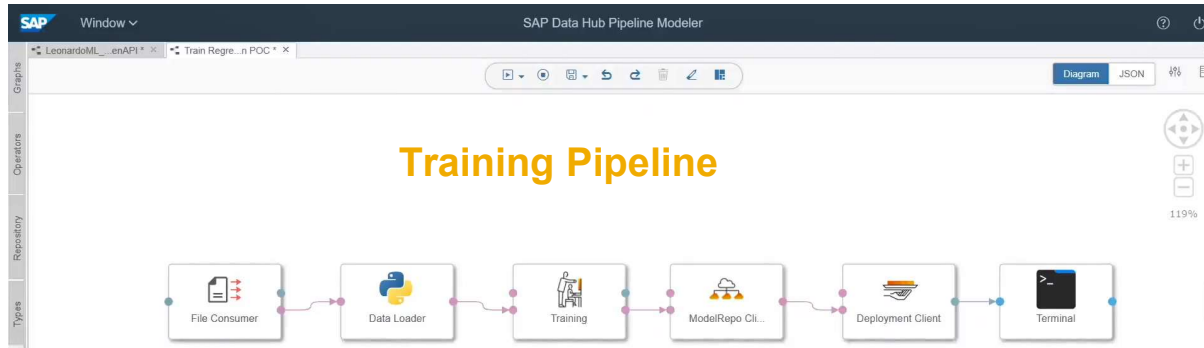 SAP Window SAP Data Hub Pipeline Modeler
LeonardoML_...enAPI * × Train Regre...n POC * ×
Diagram JSON
Graphs
Operators
Repository
Types
Training Pipeline
119%
File Consumer
Data Loader
Training
ModelRepo Cli...
Deployment Client
>_
Terminal